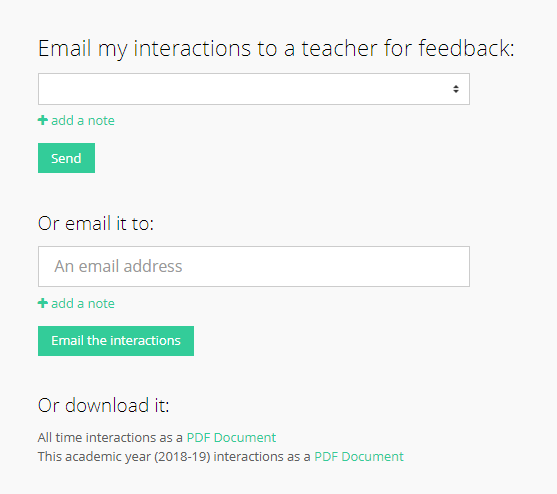 Email my interactions to a teacher for feedback:
+ add a note
Send
Or email it to:
An email address
+ add a note
Email the interactions
Or download it:
All time interactions as a PDF Document
This academic year (2018-19) interactions as a PDF Document